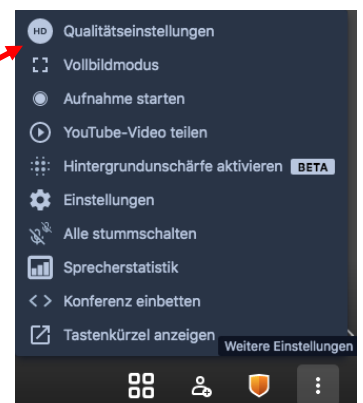 HD Qualitätseinstellungen
Vollbildmodus
Aufnahme starten
YouTube-Video teilen
Hintergrundunschärfe aktivieren BETA
Einstellungen
Alle stummschalten
Sprecherstatistik
Konferenz einbetten
Tastenkürzel anzeigen
Weitere Einstellungen